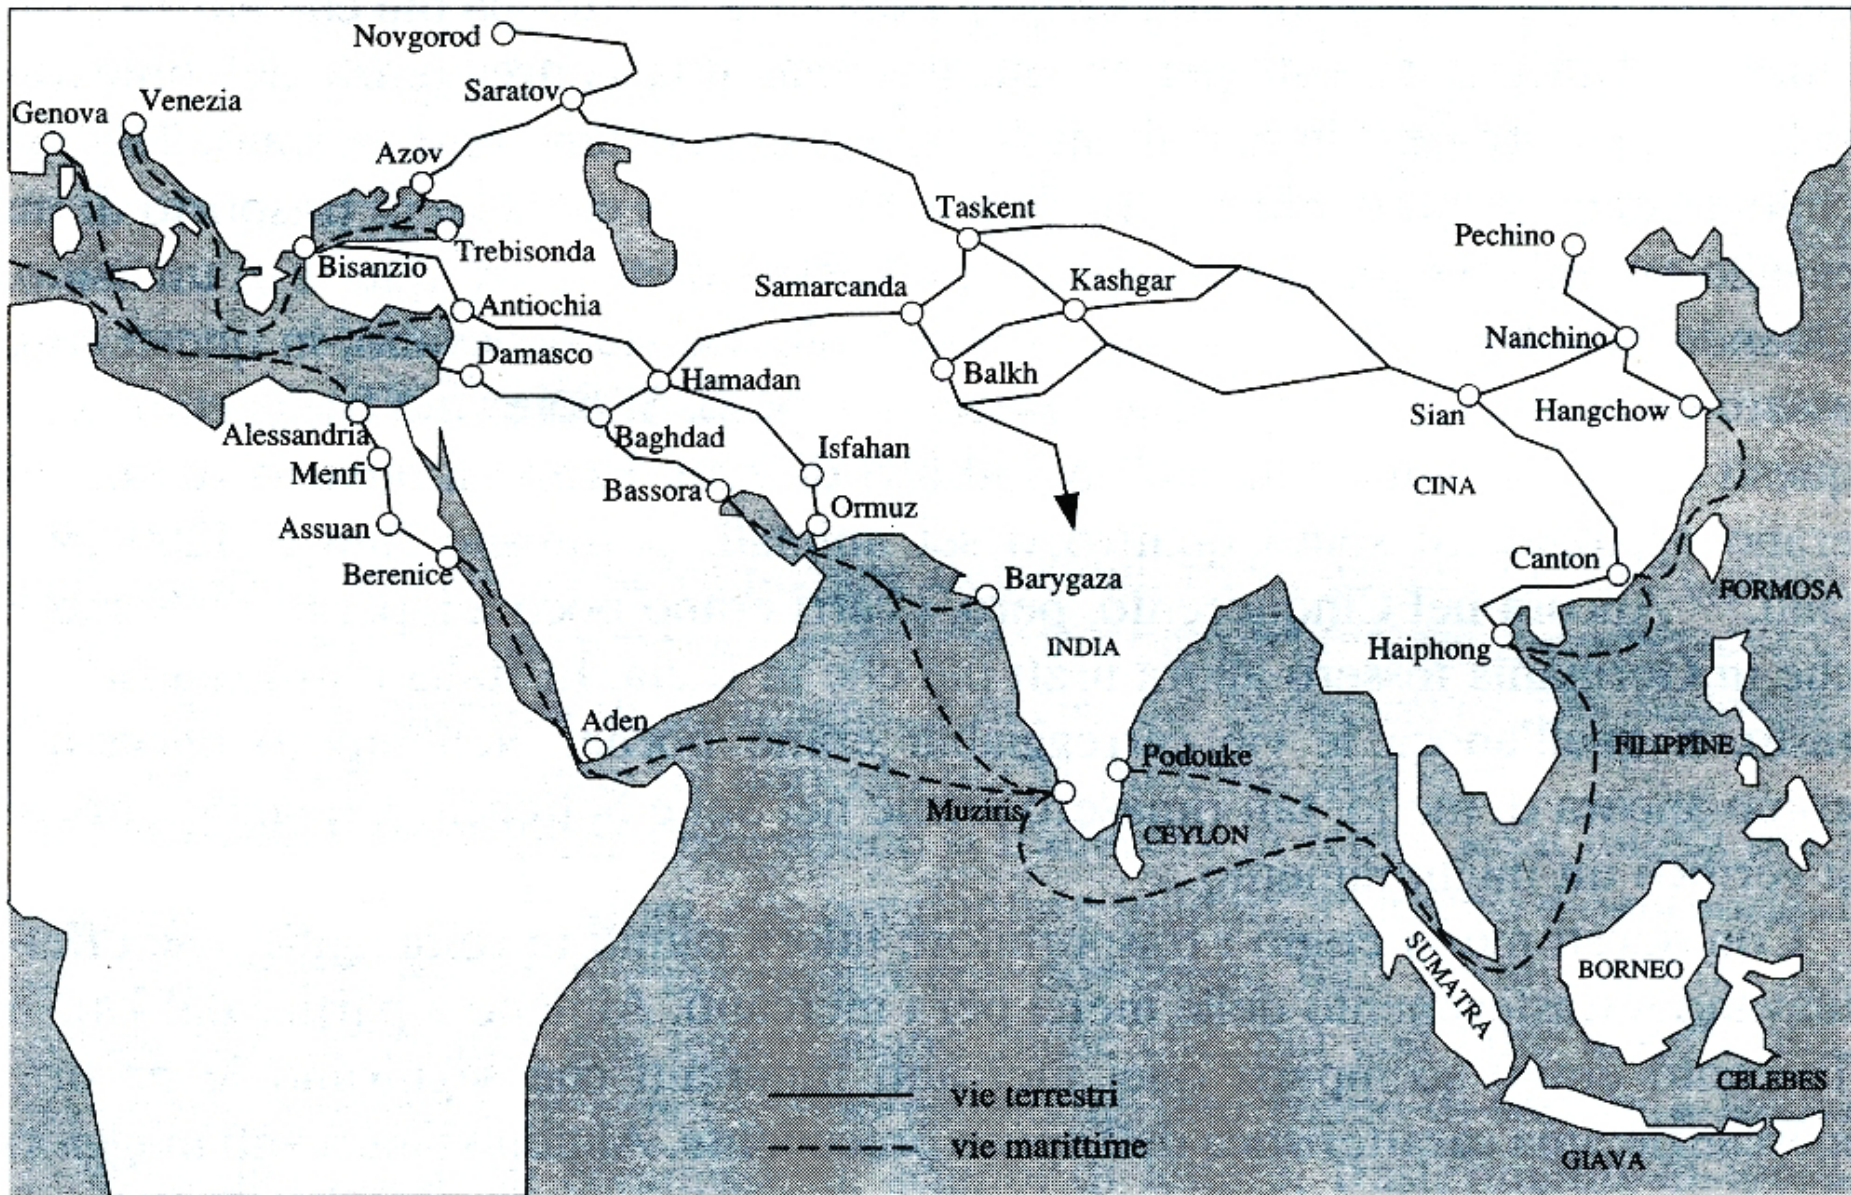 Novgorod
Saratov
Venezia
Genova
Azov
Taskent
Trebisonda
Pechino
Bisanzio
Kashgar
Samarcanda
Antiochia
Nanchino
Damasco
Hamadan
Balkh
Sian
Hangchow
Alessandria
Baghdad
Isfahan
Menfi
Bassora
CINA
Ormuz
Assuan
Canton
Berenice
Barygaza
FORMOSA
INDIA
Haiphong
Aden
FILIPPINE
Podouke
Muziris
CEYLON
SUMATRA
BORNEO
CELEBES
vie terrestri
vie marittime
GIAVA